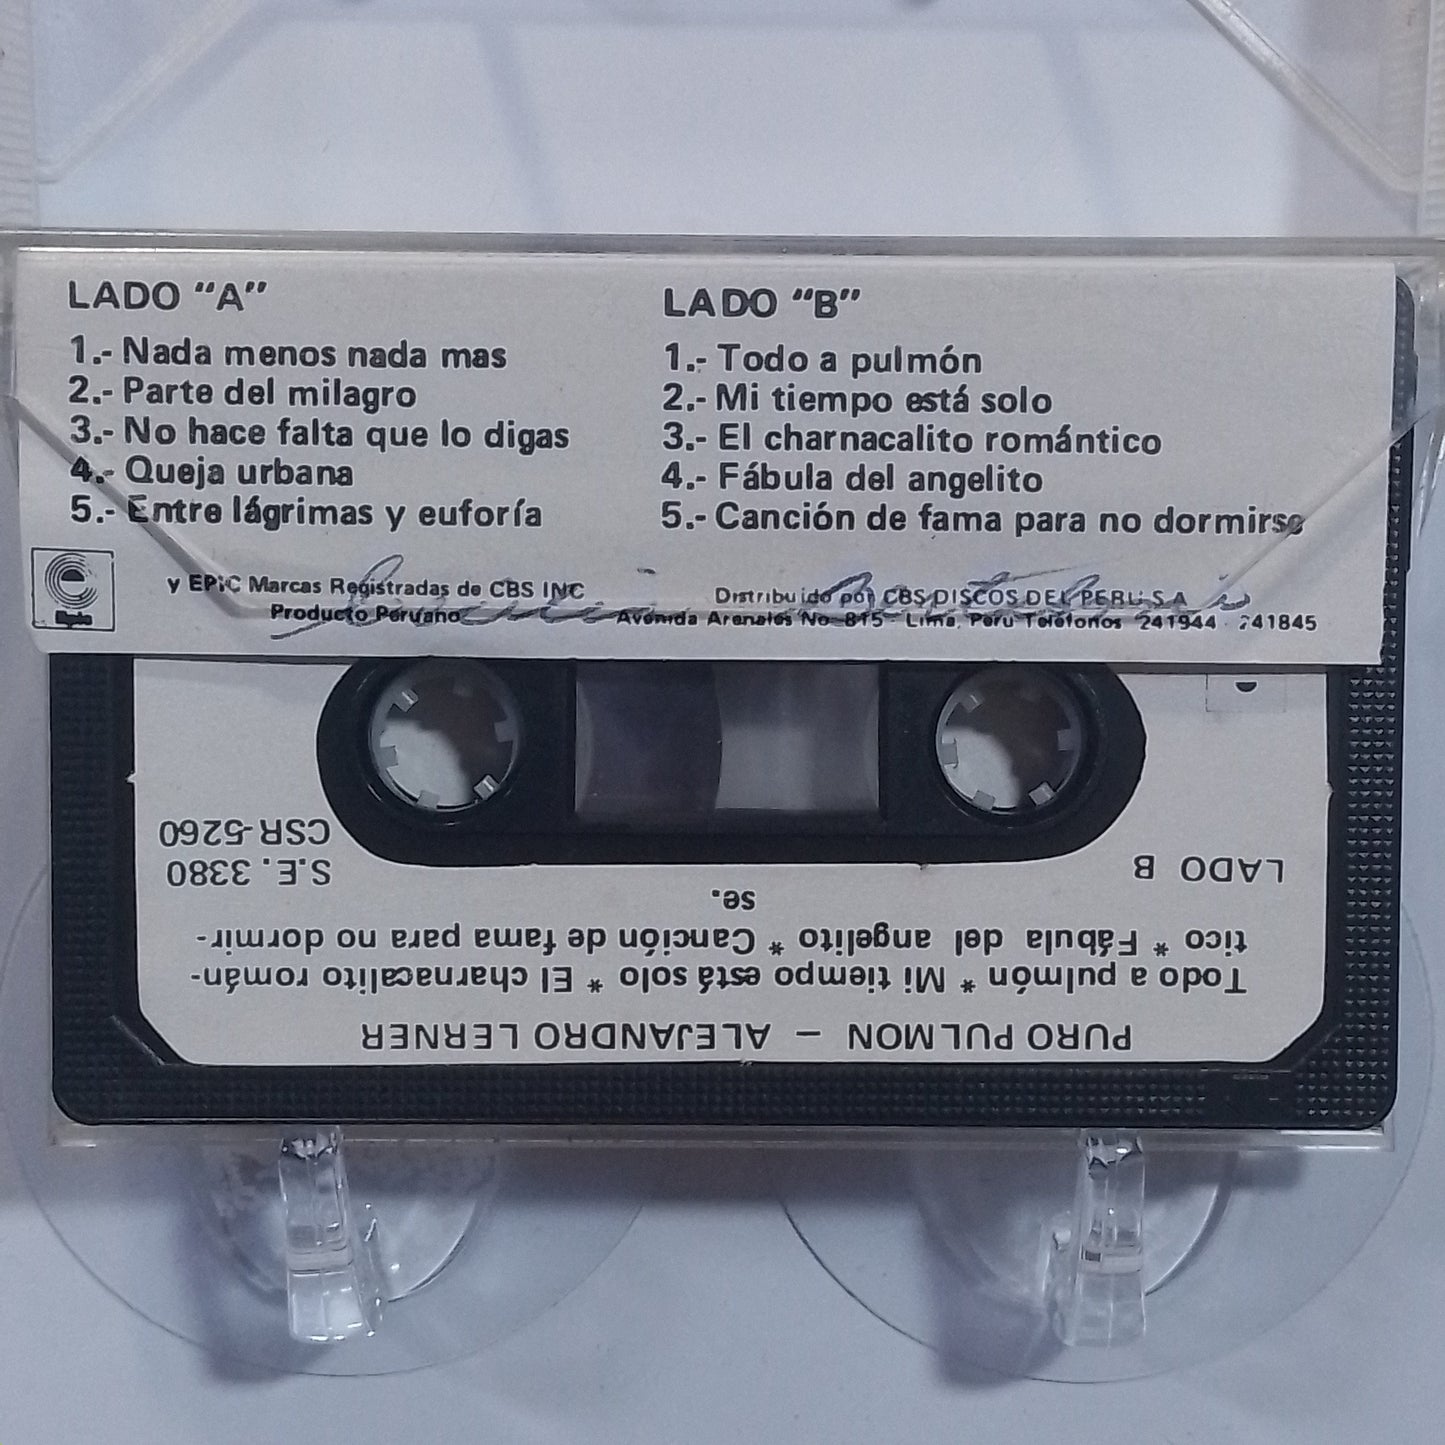 LADO "A"
1.- Nada menos nada mas
2.- Parte del milagro
3.- No hace falta que lo digas
4.- Queja urbana
5.- Entre lágrimas y euforía
LADO "B"
1.- Todo a pulmón
2.- Mi tiempo está solo
3.- El charnacalito romántico
4.- Fábula del angelito
5.- Canción de fama para no dormirse
e
Epic
y EPIC Marcas Registradas de CBS INC
Producto Peruano
Distribuido por CBS DISCOS DEL PERU S A
Avenida Arenales No 815 - Lima, Peru Teléfonos 241944 - 241845
PURO PULMON — ALEJANDRO LERNER
Todo a pulmón * Mi tiempo está solo * El charnacalito román-
tico * Fábula del angelito * Canción de fama para no dormir-
se.
LADO B
S.E. 3380
CSR-5260